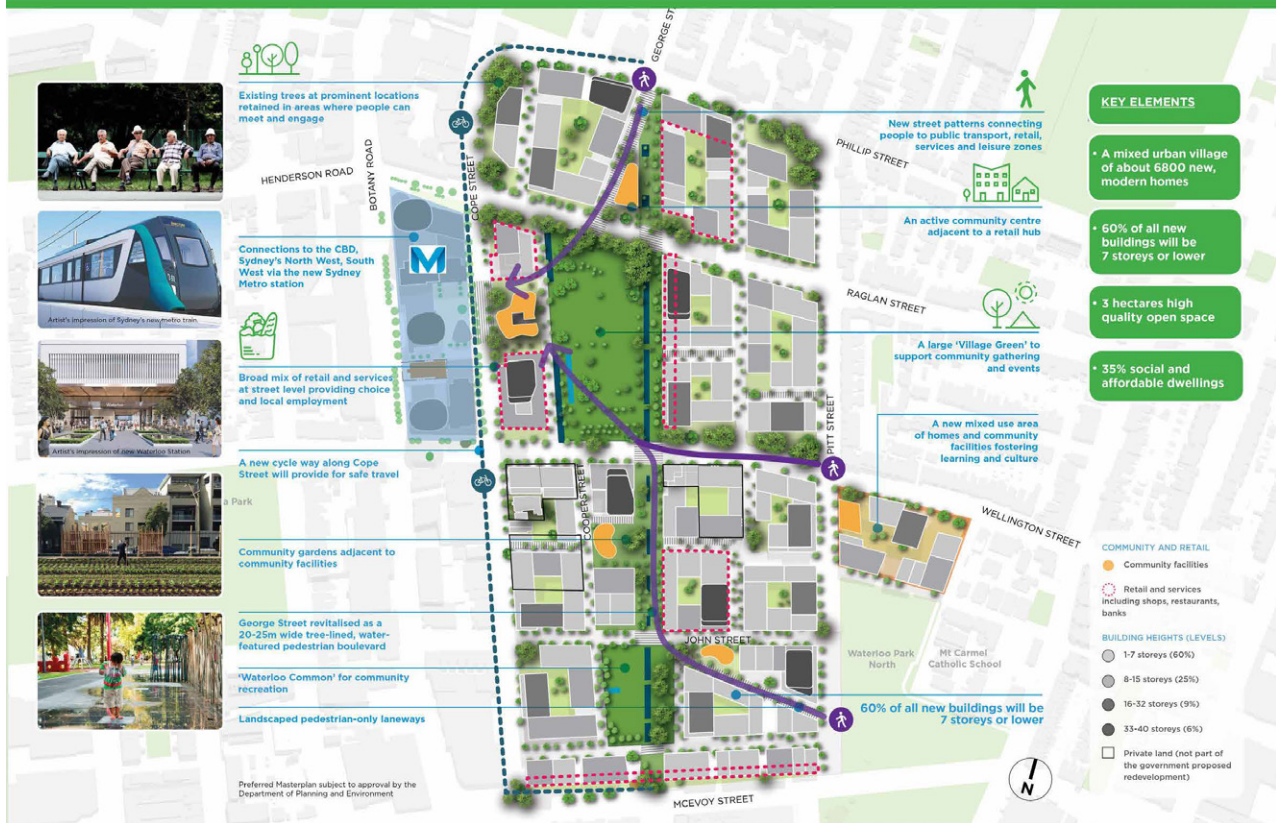 GEORGE ST
Existing trees at prominent locations
retained in areas where people can
meet and engage
HENDERSON ROAD
BOTANY ROAD
COPE STREET
Connections to the CBD,
Sydney's North West, South
West via the new Sydney
Metro station
M
Artist's impression of Sydney's new metro train
Broad mix of retail and services
at street level providing choice
and local employment
Artist's impression of new Waterloo Station
A new cycle way along Cope
Street will provide for safe travel
a Park
COOPER STREET
Community gardens adjacent to
community facilities
George Street revitalised as a
20-25m wide tree-lined, water-
featured pedestrian boulevard
'Waterloo Common' for community
recreation
Landscaped pedestrian-only laneways
Preferred Masterplan subject to approval by the
Department of Planning and Environment
New street patterns connecting
people to public transport, retail,
services and leisure zones
PHILLIP STREET
An active community centre
adjacent to a retail hub
RAGLAN STREET
A large 'Village Green' to
support community gathering
and events
PITT STREET
A new mixed use area
of homes and community
facilities fostering
learning and culture
WELLINGTON STREET
JOHN STREET
Waterloo Park
North
Mt Carmel
Catholic School
60% of all new buildings will be
7 storeys or lower
MCEVOY STREET
KEY ELEMENTS
• A mixed urban village
of about 6800 new,
modern homes
• 60% of all new
buildings will be
7 storeys or lower
• 3 hectares high
quality open space
• 35% social and
affordable dwellings
COMMUNITY AND RETAIL
Community facilities
Retail and services
including shops, restaurants,
banks
BUILDING HEIGHTS (LEVELS)
1-7 storeys (60%)
8-15 storeys (25%)
16-32 storeys (9%)
33-40 storeys (6%)
Private land (not part of
the government proposed
redevelopment)
N